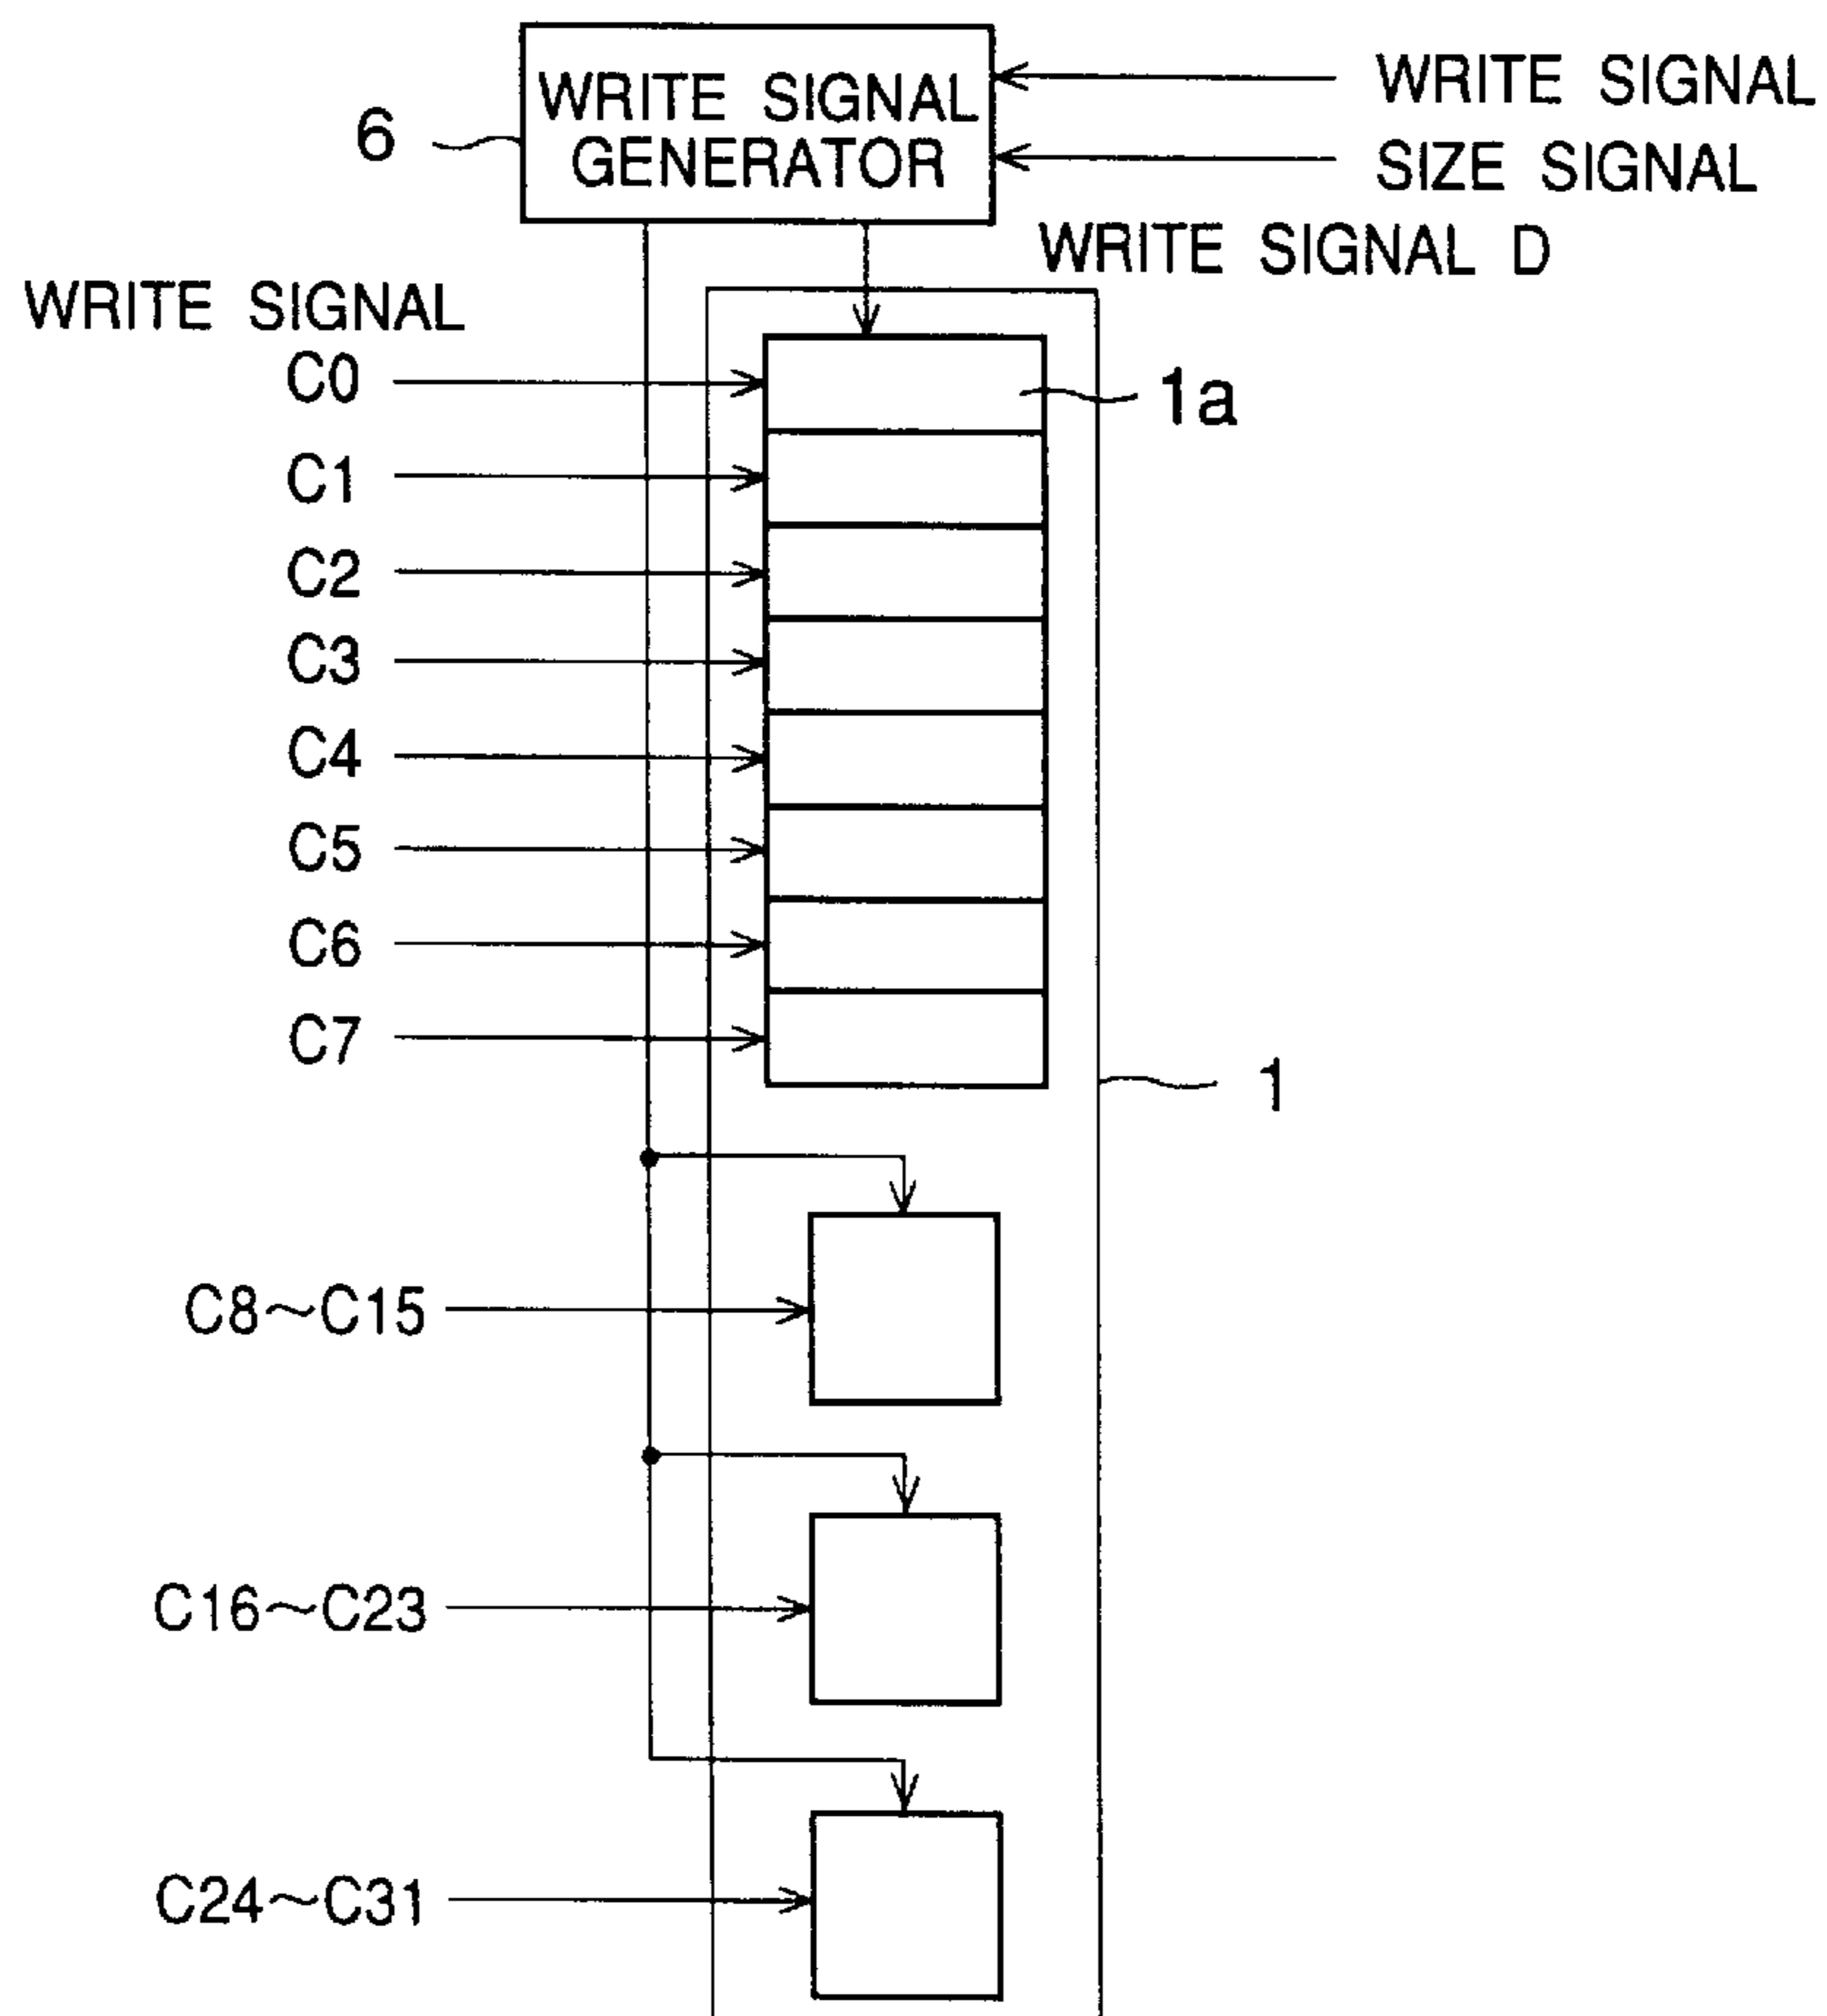 WRITE SIGNAL
GENERATOR
6
WRITE SIGNAL
SIZE SIGNAL
WRITE SIGNAL D
WRITE SIGNAL
C0
1a
C1
C2
C3
C4
C5
C6
C7
1
C8~C15
C16~C23
C24~C31